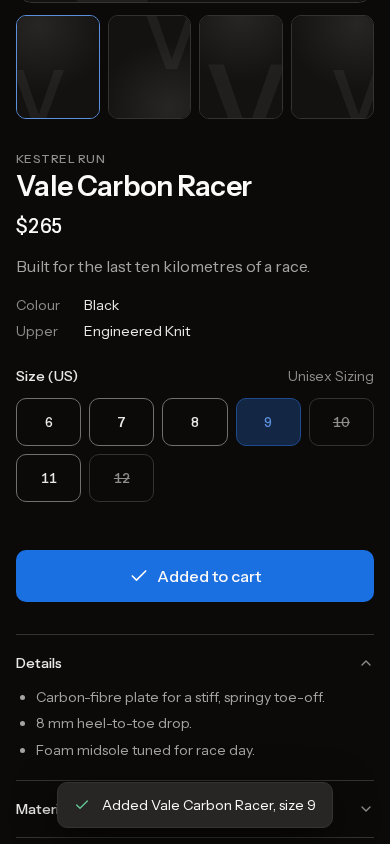 KESTREL RUN
Vale Carbon Racer
$265
Built for the last ten kilometres of a race.
Colour Black
Upper Engineered Knit
Size (US) Unisex Sizing
6 7 8 9 10
11 12
Added to cart
Details
Carbon-fibre plate for a stiff, springy toe-off.
8 mm heel-to-toe drop.
Foam midsole tuned for race day.
Added Vale Carbon Racer, size 9